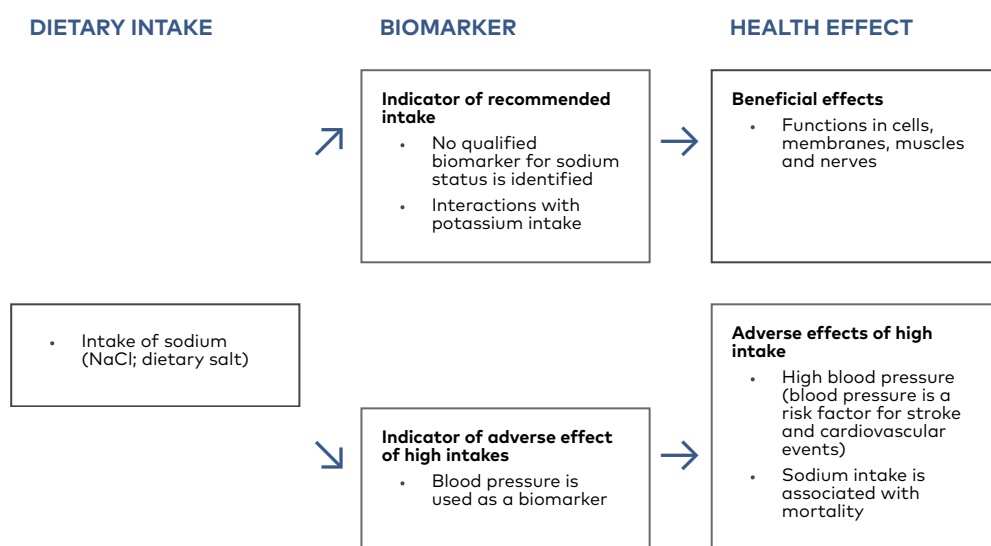 DIETARY INTAKE
BIOMARKER
HEALTH EFFECT
Indicator of recommended
intake
• No qualified
biomarker for sodium
status is identified
• Interactions with
potassium intake
Beneficial effects
• Functions in cells,
membranes, muscles
and nerves
• Intake of sodium
(NaCl; dietary salt)
Indicator of adverse effect
of high intakes
• Blood pressure is
used as a biomarker
Adverse effects of high
intake
• High blood pressure
(blood pressure is a
risk factor for stroke
and cardiovascular
events)
• Sodium intake is
associated with
mortality